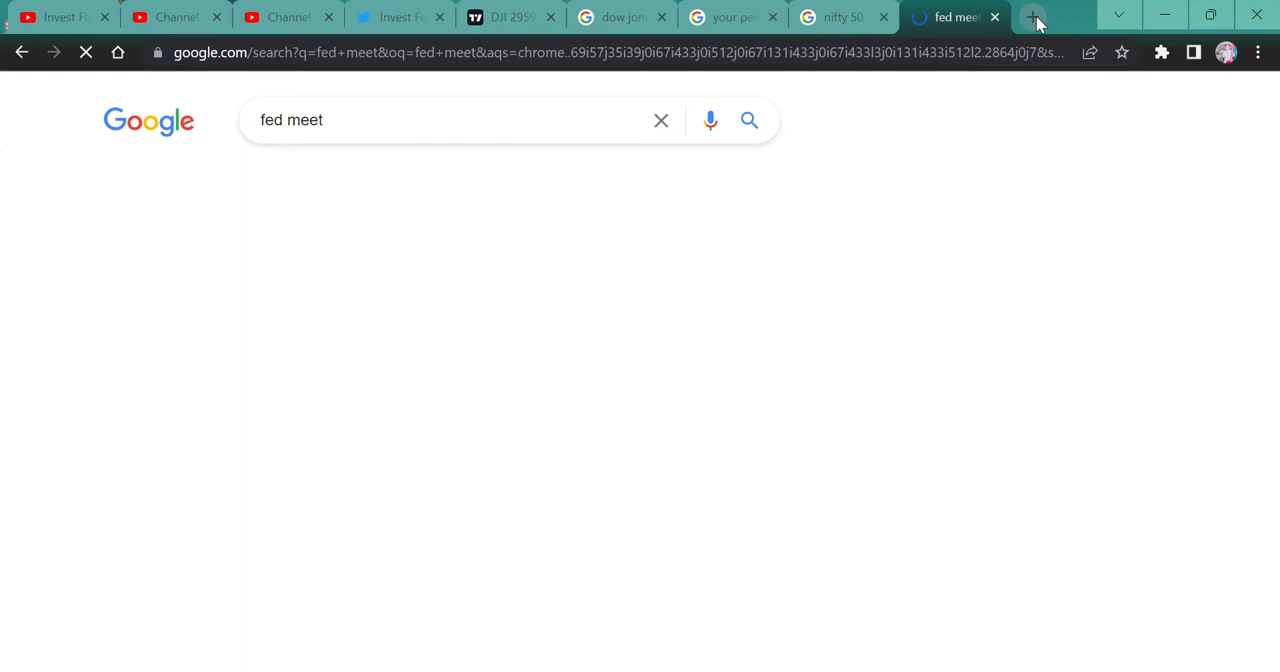 Invest Fo
Channel
Channel
Invest Fo
DJI 2959
dow jon
your per
nifty 50
fed meet
google.com/search?q=fed+meet&oq=fed+meet&aqs=chrome..69i57j35i39j0i67i433j0i512j0i67i131i433j0i67i433l3j0i131i433i512l2.2864j0j7&s...
Google
fed meet